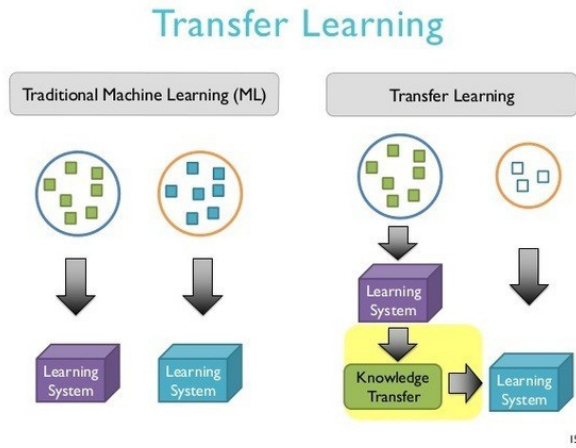 Transfer Learning
Traditional Machine Learning (ML)
Transfer Learning
Learning
System
Learning
System
Learning
System
Knowledge
Transfer
Learning
System